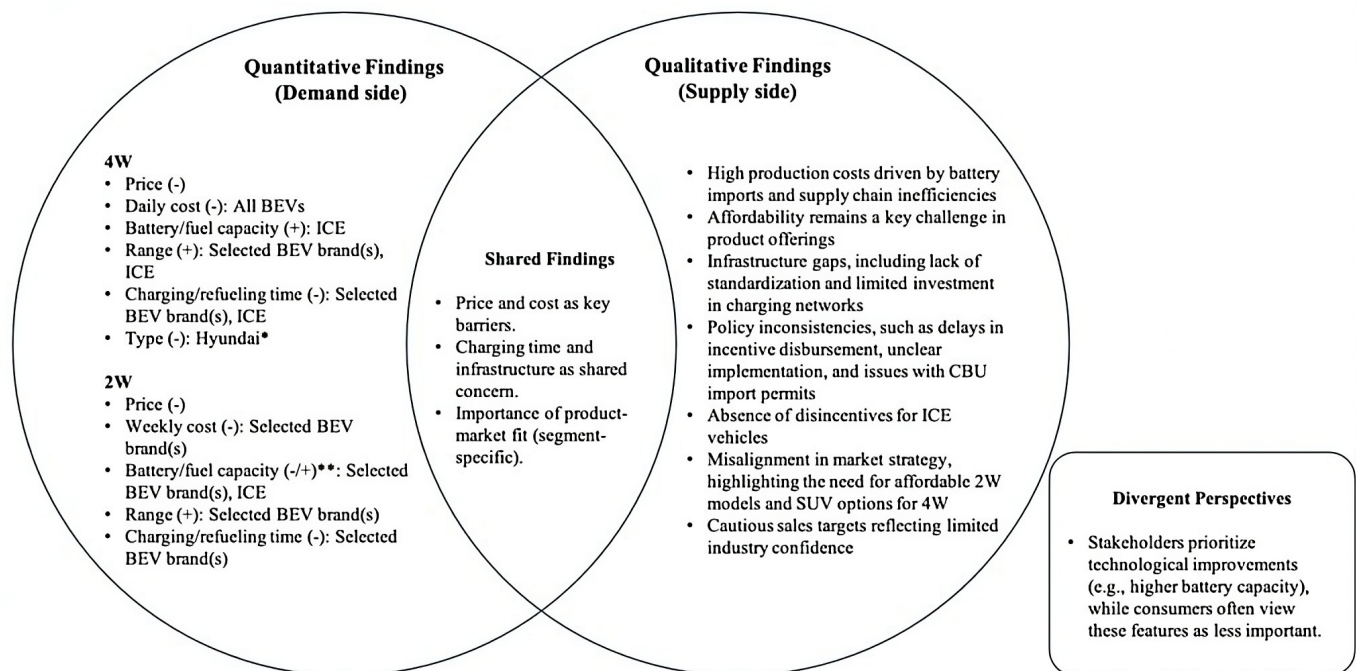 Quantitative Findings
(Demand side)
4W
• Price (-)
• Daily cost (-): All BEVs
• Battery/fuel capacity (+): ICE
• Range (+): Selected BEV brand(s),
ICE
• Charging/refueling time (-): Selected
BEV brand(s), ICE
• Type (-): Hyundai*
2W
• Price (-)
• Weekly cost (-): Selected BEV
brand(s)
• Battery/fuel capacity (-/+)**: Selected
BEV brand(s), ICE
• Range (+): Selected BEV brand(s)
• Charging/refueling time (-): Selected
BEV brand(s)
Shared Findings
• Price and cost as key
barriers.
• Charging time and
infrastructure as shared
concern.
• Importance of product-
market fit (segment-
specific).
Qualitative Findings
(Supply side)
• High production costs driven by battery
imports and supply chain inefficiencies
• Affordability remains a key challenge in
product offerings
• Infrastructure gaps, including lack of
standardization and limited investment
in charging networks
• Policy inconsistencies, such as delays in
incentive disbursement, unclear
implementation, and issues with CBU
import permits
• Absence of disincentives for ICE
vehicles
• Misalignment in market strategy,
highlighting the need for affordable 2W
models and SUV options for 4W
• Cautious sales targets reflecting limited
industry confidence
Divergent Perspectives
• Stakeholders prioritize
technological improvements
(e.g., higher battery capacity),
while consumers often view
these features as less important.